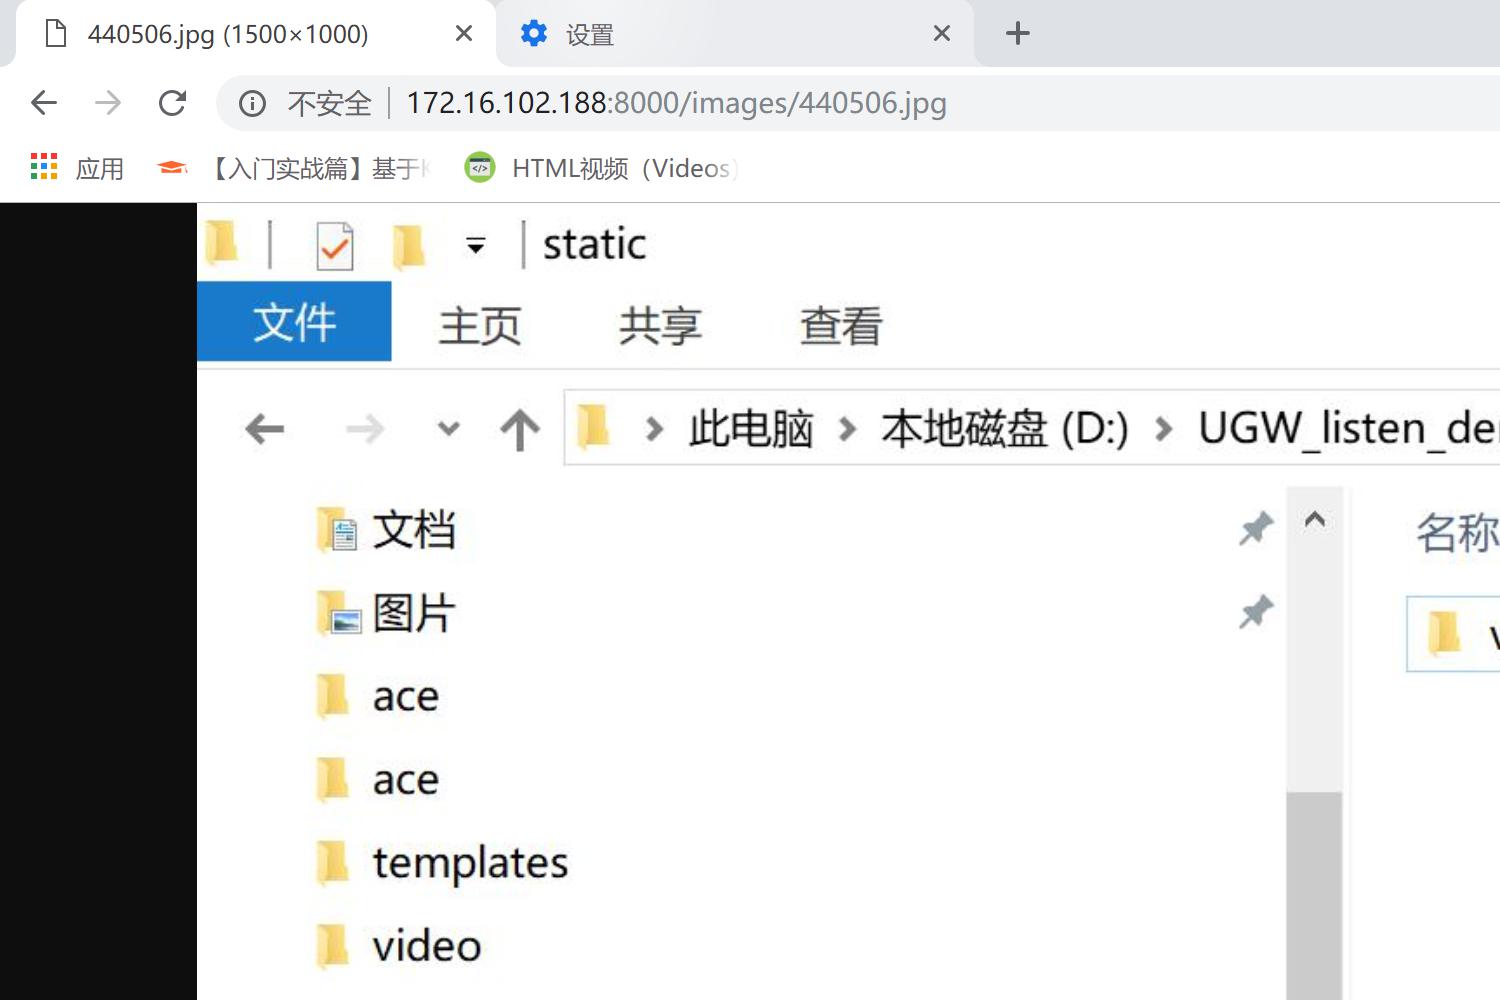 440506.jpg (1500×1000)
设置
不安全
172.16.102.188:8000/images/440506.jpg
应用
【入门实战篇】基于
HTML视频（Videos）
static
文件 主页 共享 查看
此电脑 本地磁盘 (D:) UGW_listen_de
文档
名称
图片
ace
ace
templates
video